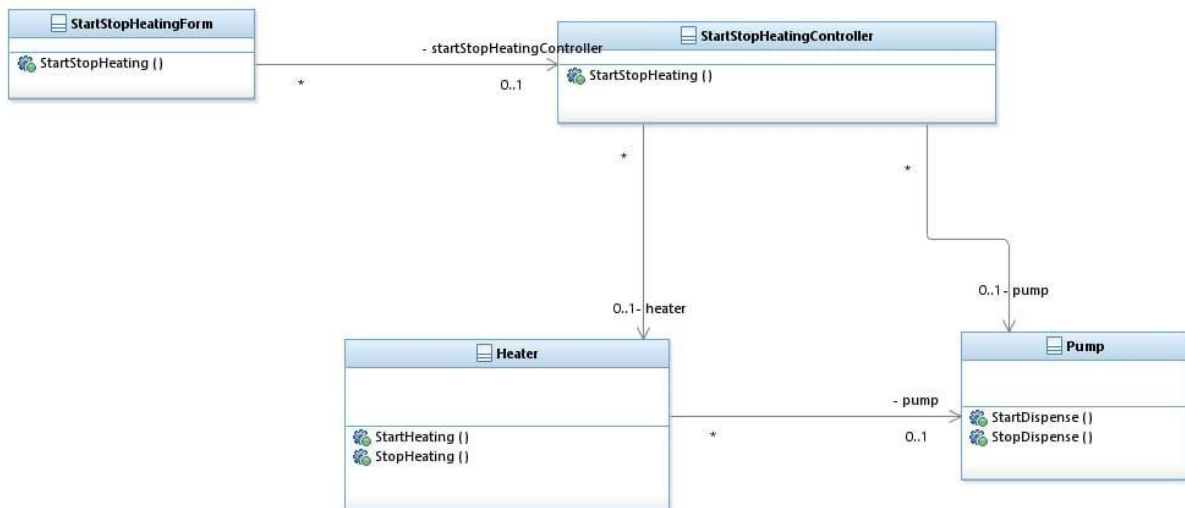 StartStopHeatingForm
StartStopHeating ( )
- startStopHeatingController
*
0..1
StartStopHeatingController
StartStopHeating ( )
*
*
0..1 - heater
0..1 - pump
Heater
StartHeating ( )
StopHeating ( )
- pump
*
0..1
Pump
StartDispense ( )
StopDispense ( )